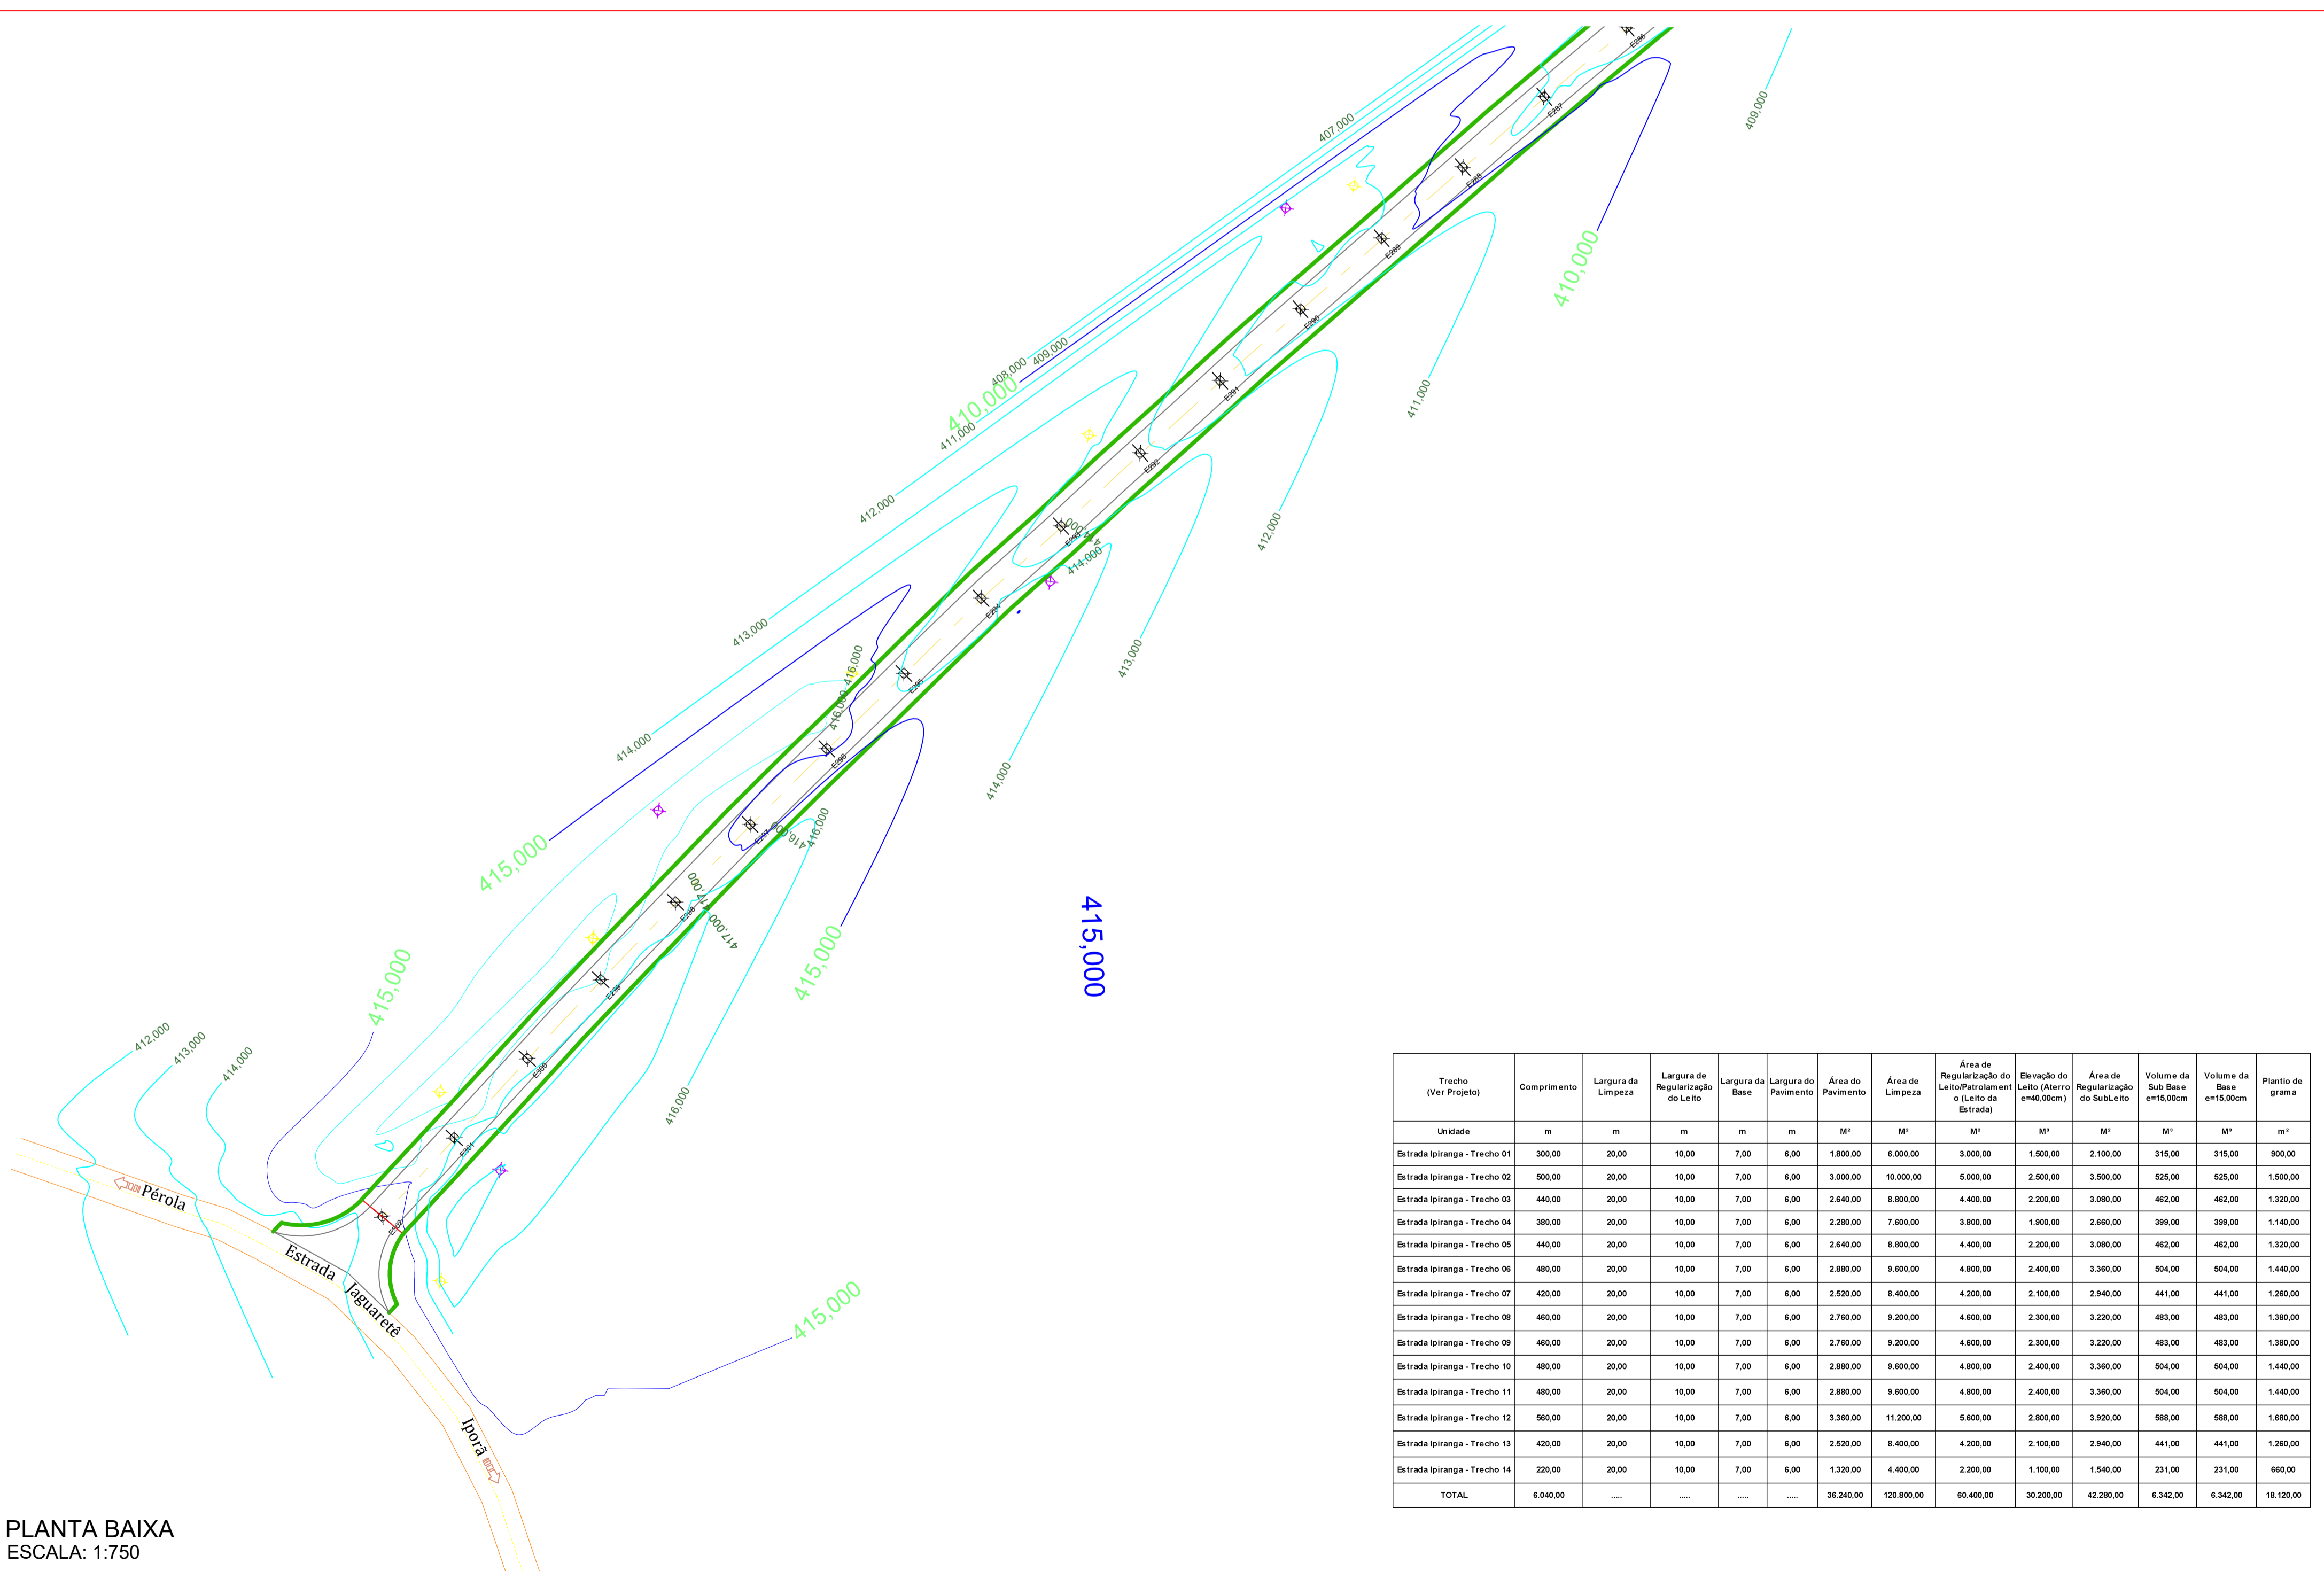 E286
E287
407,000
409,000
E288
E289
410,000
E290
409,000
408,000
410,000
E291
411,000
411,000
E292
412,000
412,000
E293
414,000
414,000
E294
413,000
413,000
416,000
E295
416,000
414,000
E296
414,000
E297
416,000
416,000
415,000
417,000
E298
417,000
415,000
415,000
415,000
E299
412,000
413,000
414,000
E300
416,000
E301
Pérola
E302
Estrada Jaguaretê
415,000
Iporã
PLANTA BAIXA
ESCALA: 1:750
Trecho (Ver Projeto) Comprimento Largura da Limpeza Largura de Regularização do Leito Largura da Base Largura do Pavimento Área do Pavimento Área de Limpeza Área de Regularização do Leito/Patrolamento (Leito da Estrada) Elevação do Leito (Aterro e=40,00cm) Área de Regularização do SubLeito Volume da Sub Base e=15,00cm Volume da Base e=15,00cm Plantio de grama
Unidade m m m m m M² M² M² M³ M² M³ M³ m²
Estrada Ipiranga - Trecho 01 300,00 20,00 10,00 7,00 6,00 1.800,00 6.000,00 3.000,00 1.500,00 2.100,00 315,00 315,00 900,00
Estrada Ipiranga - Trecho 02 500,00 20,00 10,00 7,00 6,00 3.000,00 10.000,00 5.000,00 2.500,00 3.500,00 525,00 525,00 1.500,00
Estrada Ipiranga - Trecho 03 440,00 20,00 10,00 7,00 6,00 2.640,00 8.800,00 4.400,00 2.200,00 3.080,00 462,00 462,00 1.320,00
Estrada Ipiranga - Trecho 04 380,00 20,00 10,00 7,00 6,00 2.280,00 7.600,00 3.800,00 1.900,00 2.660,00 399,00 399,00 1.140,00
Estrada Ipiranga - Trecho 05 440,00 20,00 10,00 7,00 6,00 2.640,00 8.800,00 4.400,00 2.200,00 3.080,00 462,00 462,00 1.320,00
Estrada Ipiranga - Trecho 06 480,00 20,00 10,00 7,00 6,00 2.880,00 9.600,00 4.800,00 2.400,00 3.360,00 504,00 504,00 1.440,00
Estrada Ipiranga - Trecho 07 420,00 20,00 10,00 7,00 6,00 2.520,00 8.400,00 4.200,00 2.100,00 2.940,00 441,00 441,00 1.260,00
Estrada Ipiranga - Trecho 08 460,00 20,00 10,00 7,00 6,00 2.760,00 9.200,00 4.600,00 2.300,00 3.220,00 483,00 483,00 1.380,00
Estrada Ipiranga - Trecho 09 460,00 20,00 10,00 7,00 6,00 2.760,00 9.200,00 4.600,00 2.300,00 3.220,00 483,00 483,00 1.380,00
Estrada Ipiranga - Trecho 10 480,00 20,00 10,00 7,00 6,00 2.880,00 9.600,00 4.800,00 2.400,00 3.360,00 504,00 504,00 1.440,00
Estrada Ipiranga - Trecho 11 480,00 20,00 10,00 7,00 6,00 2.880,00 9.600,00 4.800,00 2.400,00 3.360,00 504,00 504,00 1.440,00
Estrada Ipiranga - Trecho 12 560,00 20,00 10,00 7,00 6,00 3.360,00 11.200,00 5.600,00 2.800,00 3.920,00 588,00 588,00 1.680,00
Estrada Ipiranga - Trecho 13 420,00 20,00 10,00 7,00 6,00 2.520,00 8.400,00 4.200,00 2.100,00 2.940,00 441,00 441,00 1.260,00
Estrada Ipiranga - Trecho 14 220,00 20,00 10,00 7,00 6,00 1.320,00 4.400,00 2.200,00 1.100,00 1.540,00 231,00 231,00 660,00
TOTAL 6.040,00 ..... ..... ..... ..... 36.240,00 120.800,00 60.400,00 30.200,00 42.280,00 6.342,00 6.342,00 18.120,00